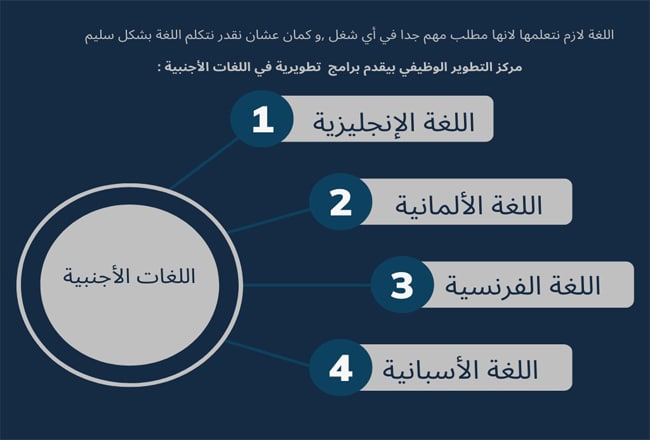 اللغة لازم نتعلمها لانها مطلب مهم جدا في أي شغل ,و كمان عشان نقدر نتكلم اللغة بشكل سليم
مركز التطوير الوظيفي بيقدم برامج تطويرية في اللغات الأجنبية :
1 اللغة الإنجليزية
2 اللغة الألمانية
اللغات الأجنبية
3 اللغة الفرنسية
4 اللغة الأسبانية